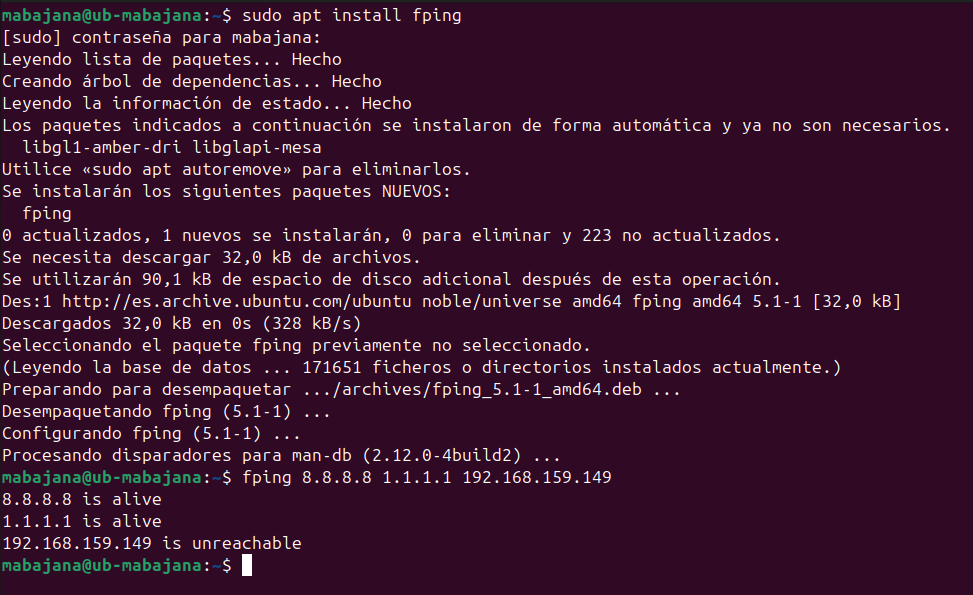 mabajana@ub-mabajana:~$ sudo apt install fping
[sudo] contraseña para mabajana:
Leyendo lista de paquetes... Hecho
Creando árbol de dependencias... Hecho
Leyendo la información de estado... Hecho
Los paquetes indicados a continuación se instalaron de forma automática y ya no son necesarios.
  libgl1-amber-dri libglapi-mesa
Utilice «sudo apt autoremove» para eliminarlos.
Se instalarán los siguientes paquetes NUEVOS:
  fping
0 actualizados, 1 nuevos se instalarán, 0 para eliminar y 223 no actualizados.
Se necesita descargar 32,0 kB de archivos.
Se utilizarán 90,1 kB de espacio de disco adicional después de esta operación.
Des:1 http://es.archive.ubuntu.com/ubuntu noble/universe amd64 fping amd64 5.1-1 [32,0 kB]
Descargados 32,0 kB en 0s (328 kB/s)
Seleccionando el paquete fping previamente no seleccionado.
(Leyendo la base de datos ... 171651 ficheros o directorios instalados actualmente.)
Preparando para desempaquetar .../archives/fping_5.1-1_amd64.deb ...
Desempaquetando fping (5.1-1) ...
Configurando fping (5.1-1) ...
Procesando disparadores para man-db (2.12.0-4build2) ...
mabajana@ub-mabajana:~$ fping 8.8.8.8 1.1.1.1 192.168.159.149
8.8.8.8 is alive
1.1.1.1 is alive
192.168.159.149 is unreachable
mabajana@ub-mabajana:~$